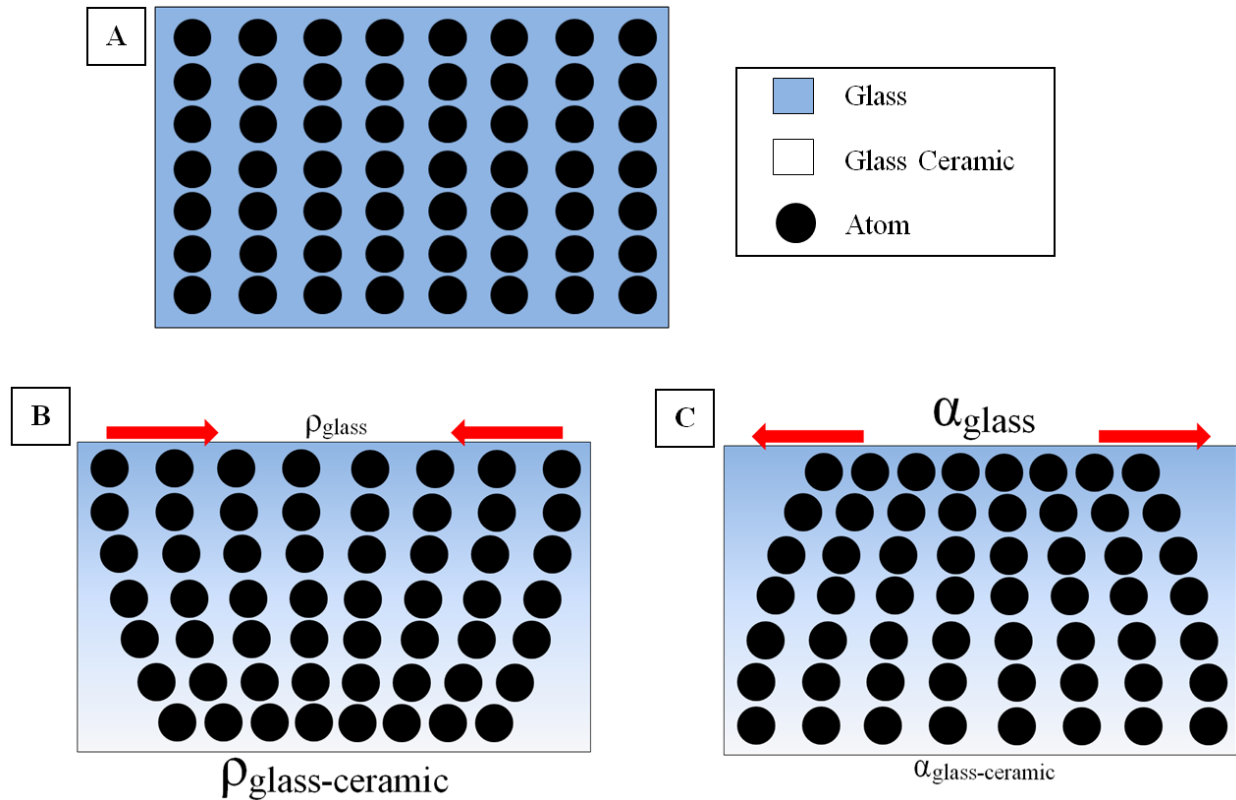 A
Glass
Glass Ceramic
Atom
B
ρglass
ρglass-ceramic
C
αglass
αglass-ceramic